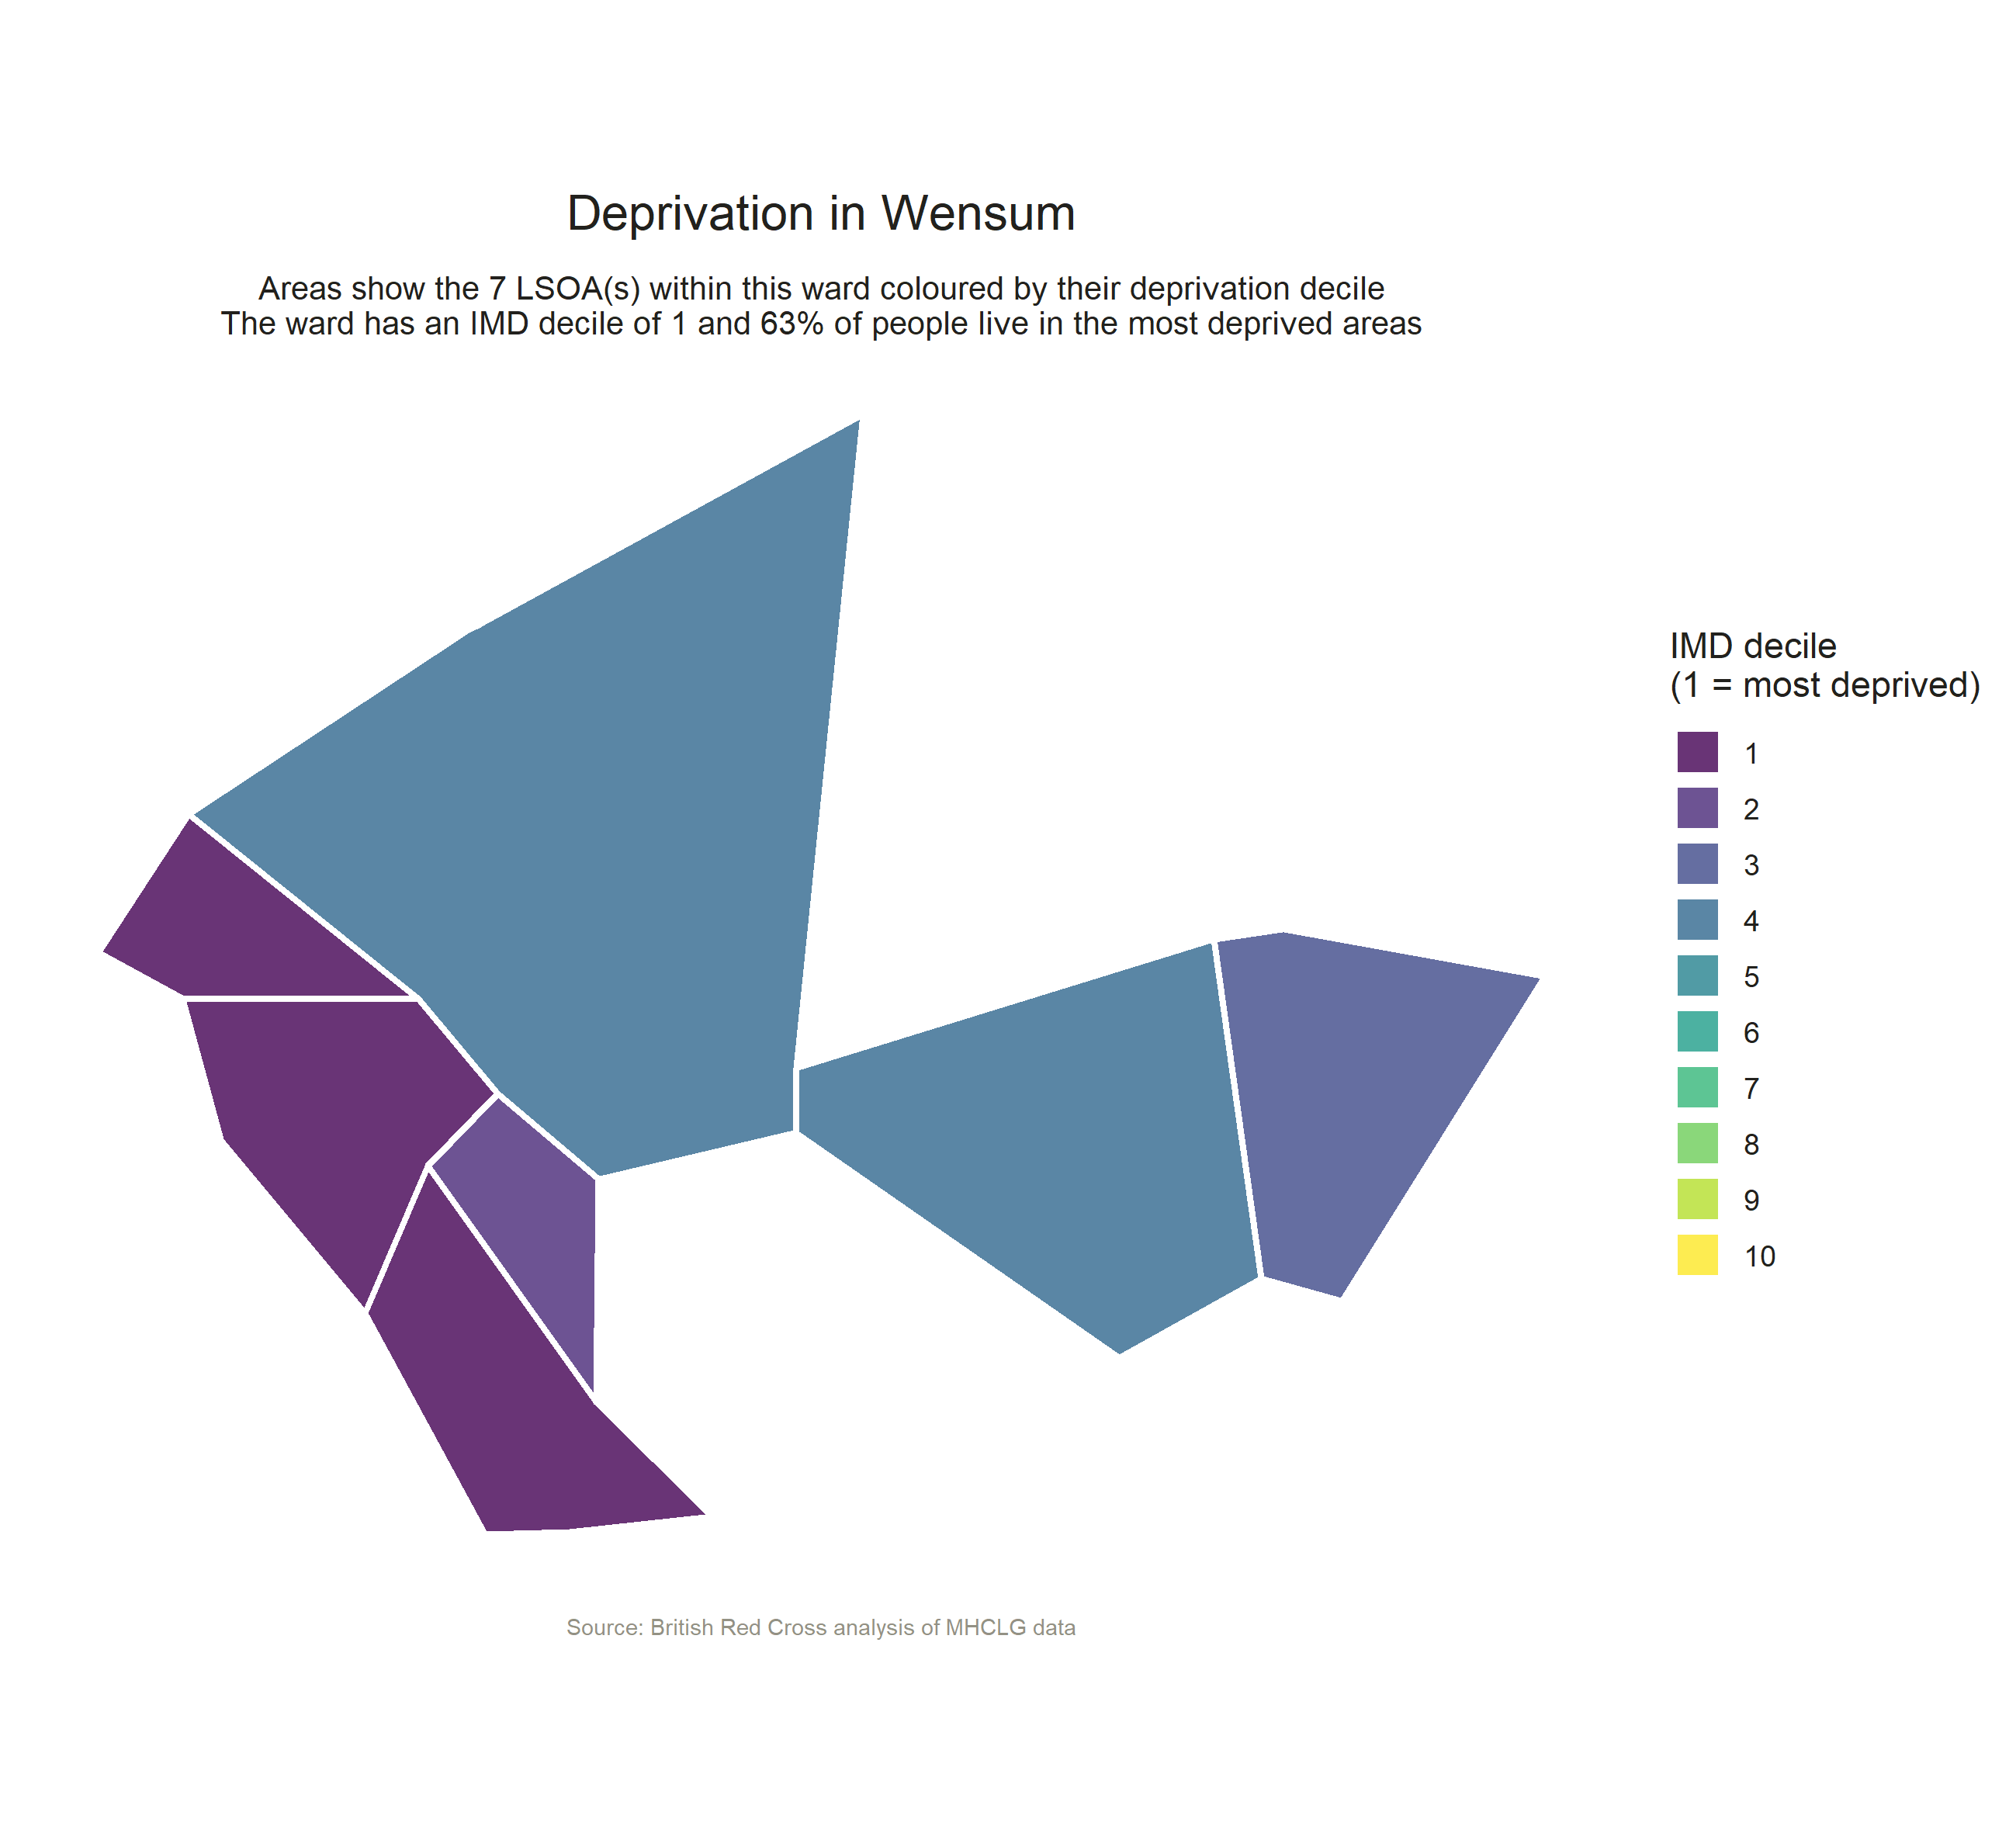 Deprivation in Wensum
Areas show the 7 LSOA(s) within this ward coloured by their deprivation decile
The ward has an IMD decile of 1 and 63% of people live in the most deprived areas
IMD decile
(1 = most deprived)
1
2
3
4
5
6
7
8
9
10
Source: British Red Cross analysis of MHCLG data